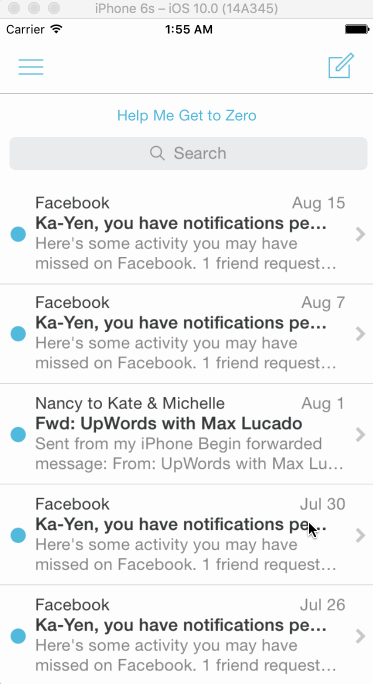 iPhone 6s – iOS 10.0 (14A345)
Carrier 1:55 AM
Help Me Get to Zero
Search
Facebook Aug 15
Ka-Yen, you have notifications pe...
Here's some activity you may have
missed on Facebook. 1 friend request...
Facebook Aug 7
Ka-Yen, you have notifications pe...
Here's some activity you may have
missed on Facebook. 1 friend request...
Nancy to Kate & Michelle Aug 1
Fwd: UpWords with Max Lucado
Sent from my iPhone Begin forwarded
message: From: UpWords with Max Lu...
Facebook Jul 30
Ka-Yen, you have notifications pe...
Here's some activity you may have
missed on Facebook. 1 friend request...
Facebook Jul 26
Ka-Yen, you have notifications pe...
Here's some activity you may have
missed on Facebook. 1 friend request...